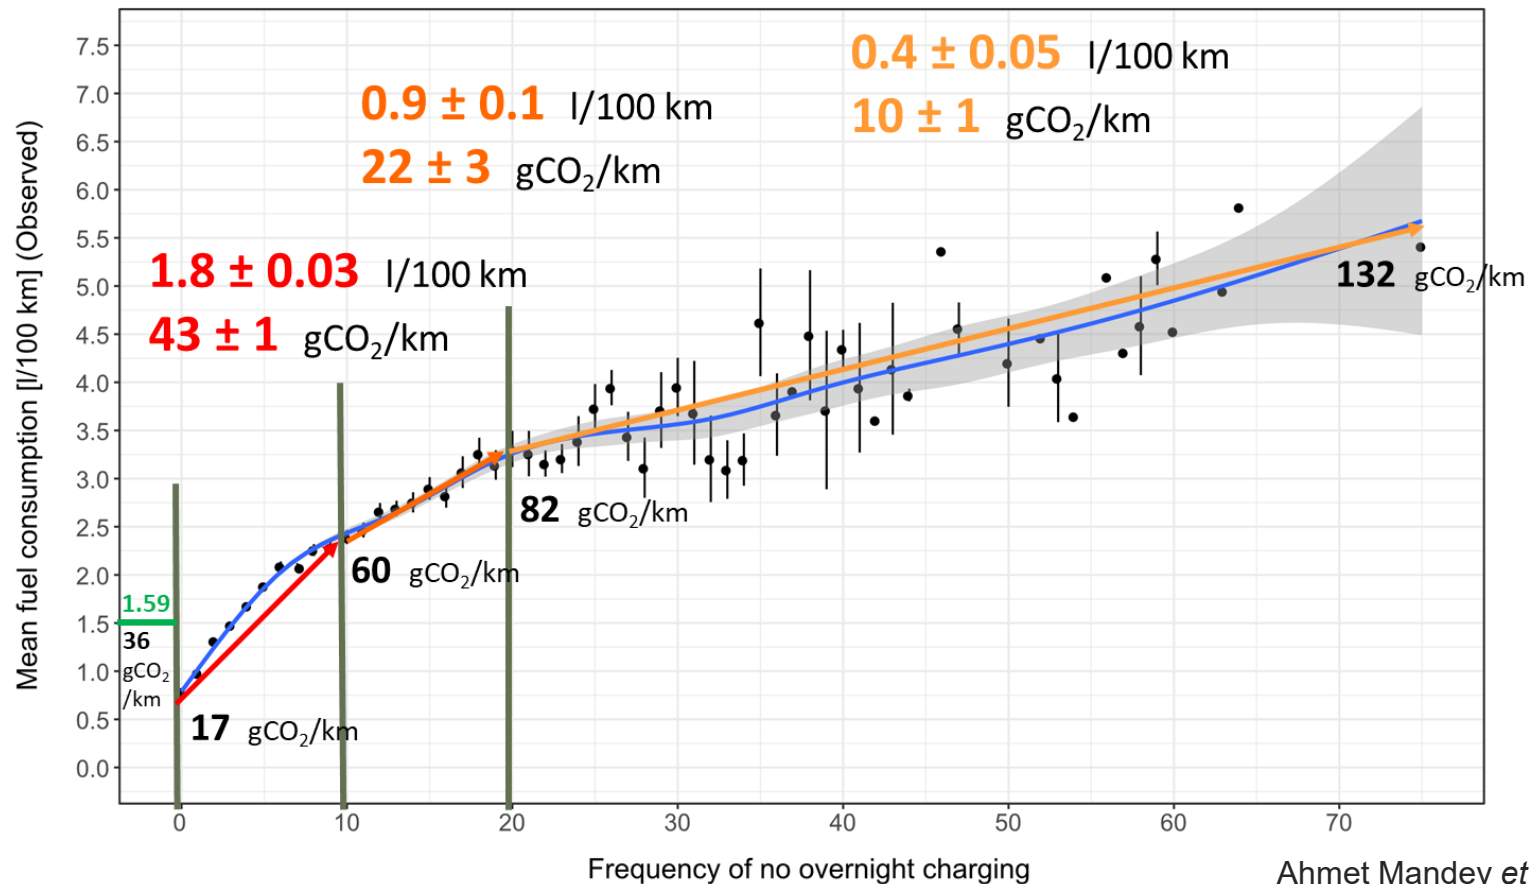 0.4 ± 0.05 l/100 km
10 ± 1 gCO₂/km
0.9 ± 0.1 l/100 km
22 ± 3 gCO₂/km
1.8 ± 0.03 l/100 km
43 ± 1 gCO₂/km
Mean fuel consumption [l/100 km] (Observed)
7.5
7.0
6.5
6.0
5.5
5.0
4.5
4.0
3.5
3.0
2.5
2.0
1.5
1.0
0.5
0.0
132 gCO₂/km
82 gCO₂/km
60 gCO₂/km
1.59
36
gCO₂
/km
17 gCO₂/km
0 10 20 30 40 50 60 70
Frequency of no overnight charging
Ahmet Mandev et